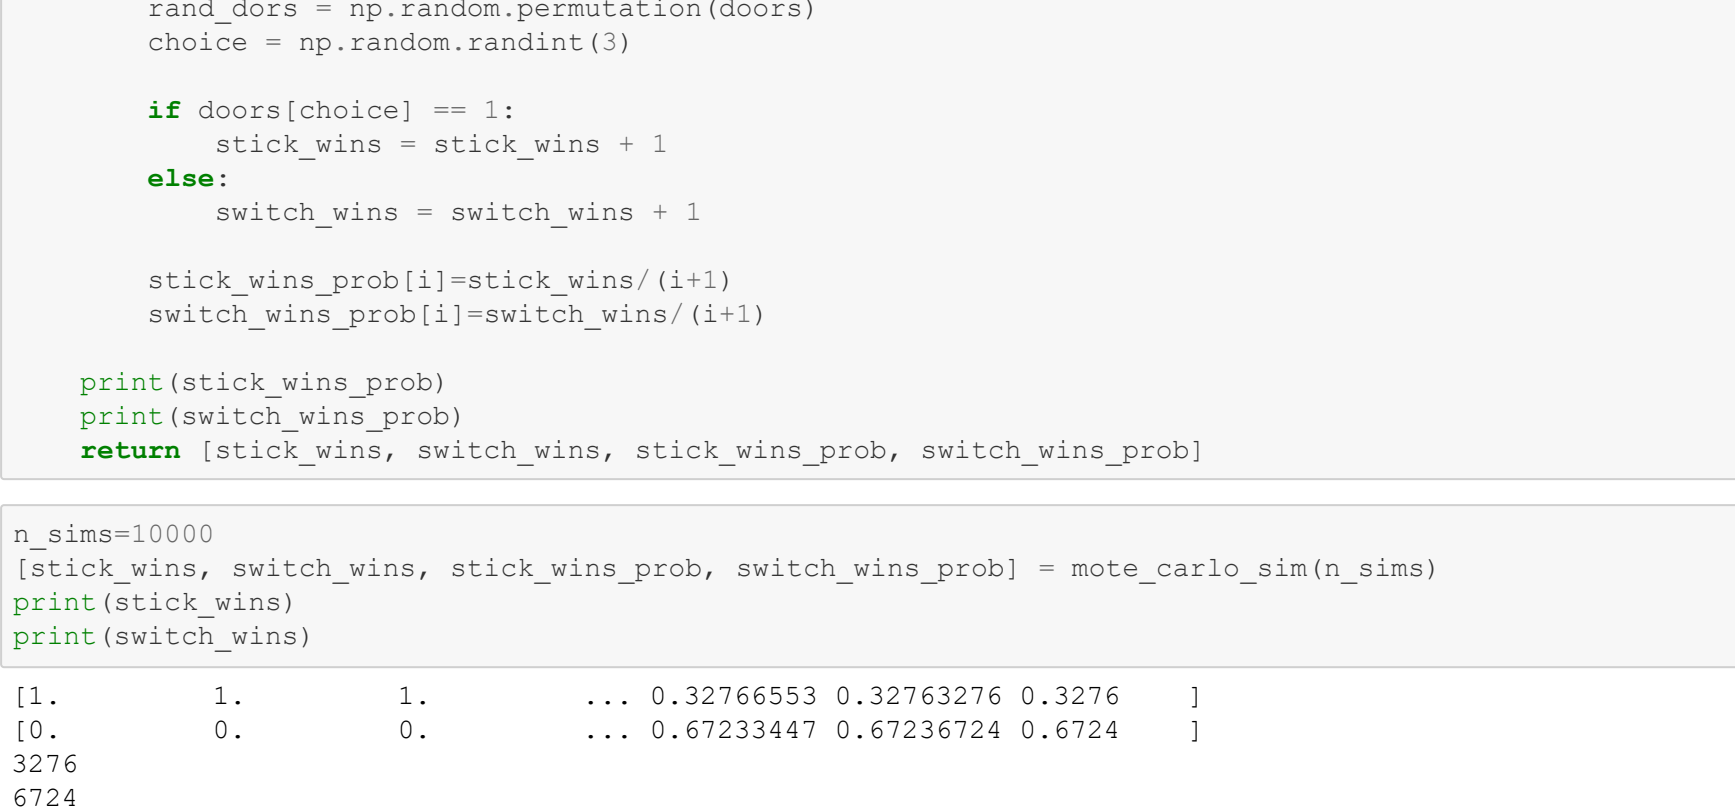 rand_dors = np.random.permutation(doors)
choice = np.random.randint(3)
if doors[choice] == 1:
stick_wins = stick_wins + 1
else:
switch_wins = switch_wins + 1
stick_wins_prob[i]=stick_wins/(i+1)
switch_wins_prob[i]=switch_wins/(i+1)
print(stick_wins_prob)
print(switch_wins_prob)
return [stick_wins, switch_wins, stick_wins_prob, switch_wins_prob]
n_sims=10000
[stick_wins, switch_wins, stick_wins_prob, switch_wins_prob] = mote_carlo_sim(n_sims)
print(stick_wins)
print(switch_wins)
[1. 1. 1. ... 0.32766553 0.32763276 0.3276 ]
[0. 0. 0. ... 0.67233447 0.67236724 0.6724 ]
3276
6724